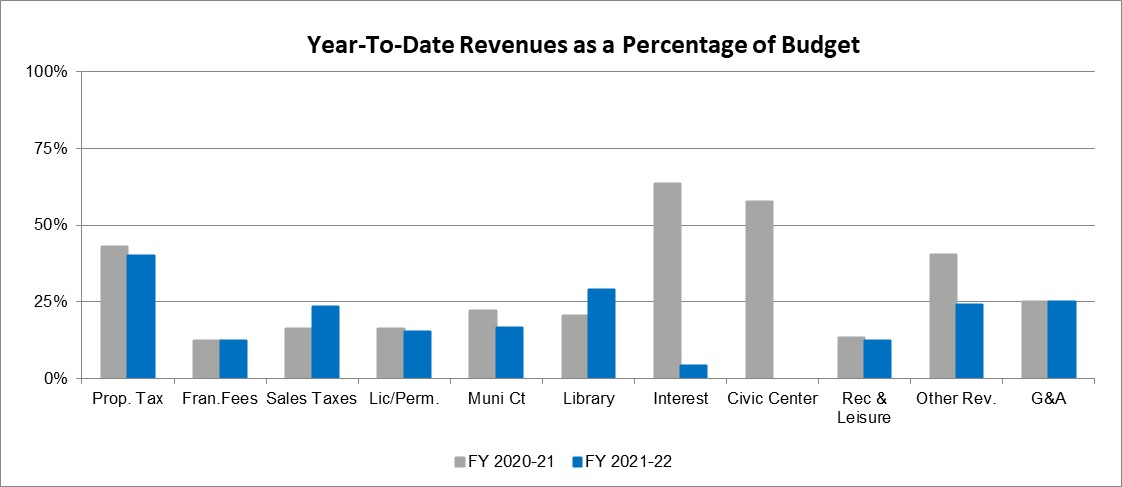 Year-To-Date Revenues as a Percentage of Budget
100%
75%
50%
25%
0%
Prop. Tax Fran.Fees Sales Taxes Lic/Perm. Muni Ct Library Interest Civic Center Rec & Other Rev. G&A
Leisure
FY 2020-21 FY 2021-22